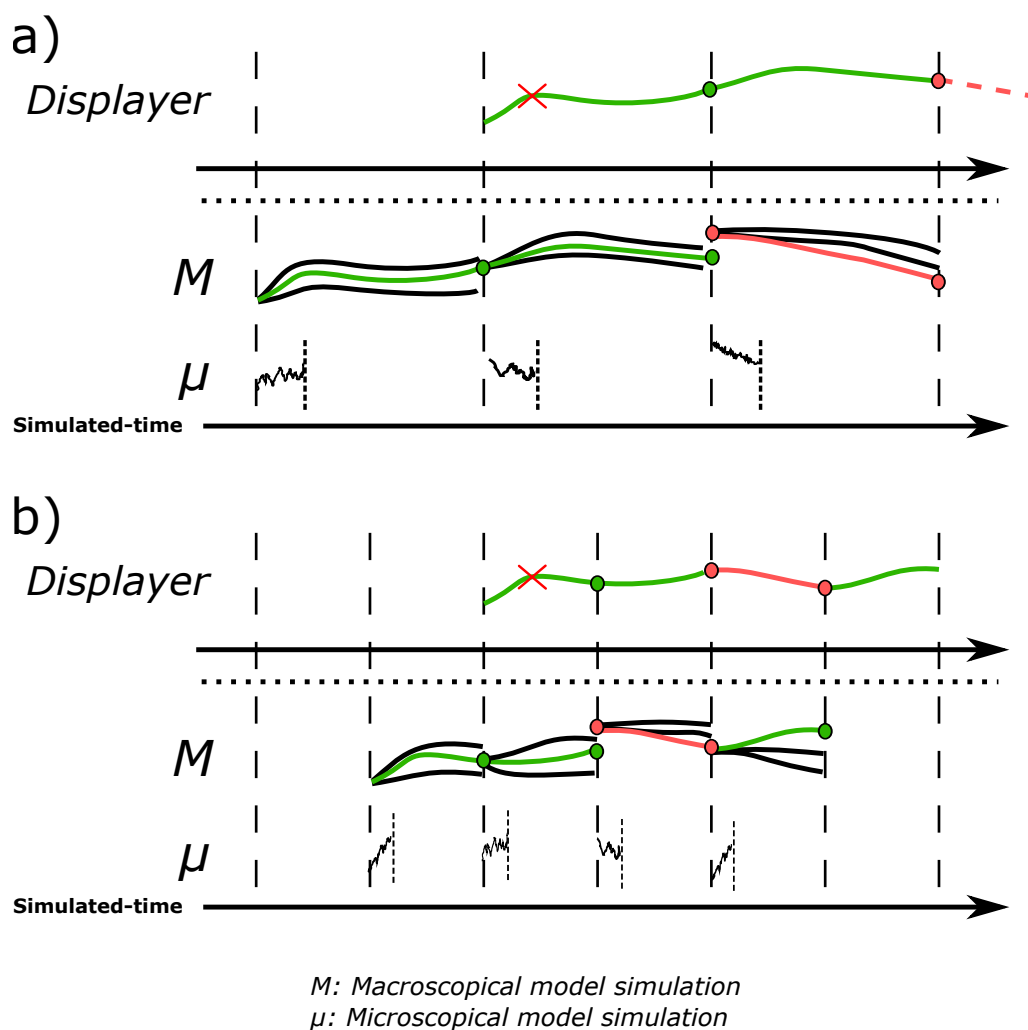 a)
Displayer
M
μ
Simulated-time
b)
Displayer
M
μ
Simulated-time
M: Macroscopical model simulation
μ: Microscopical model simulation